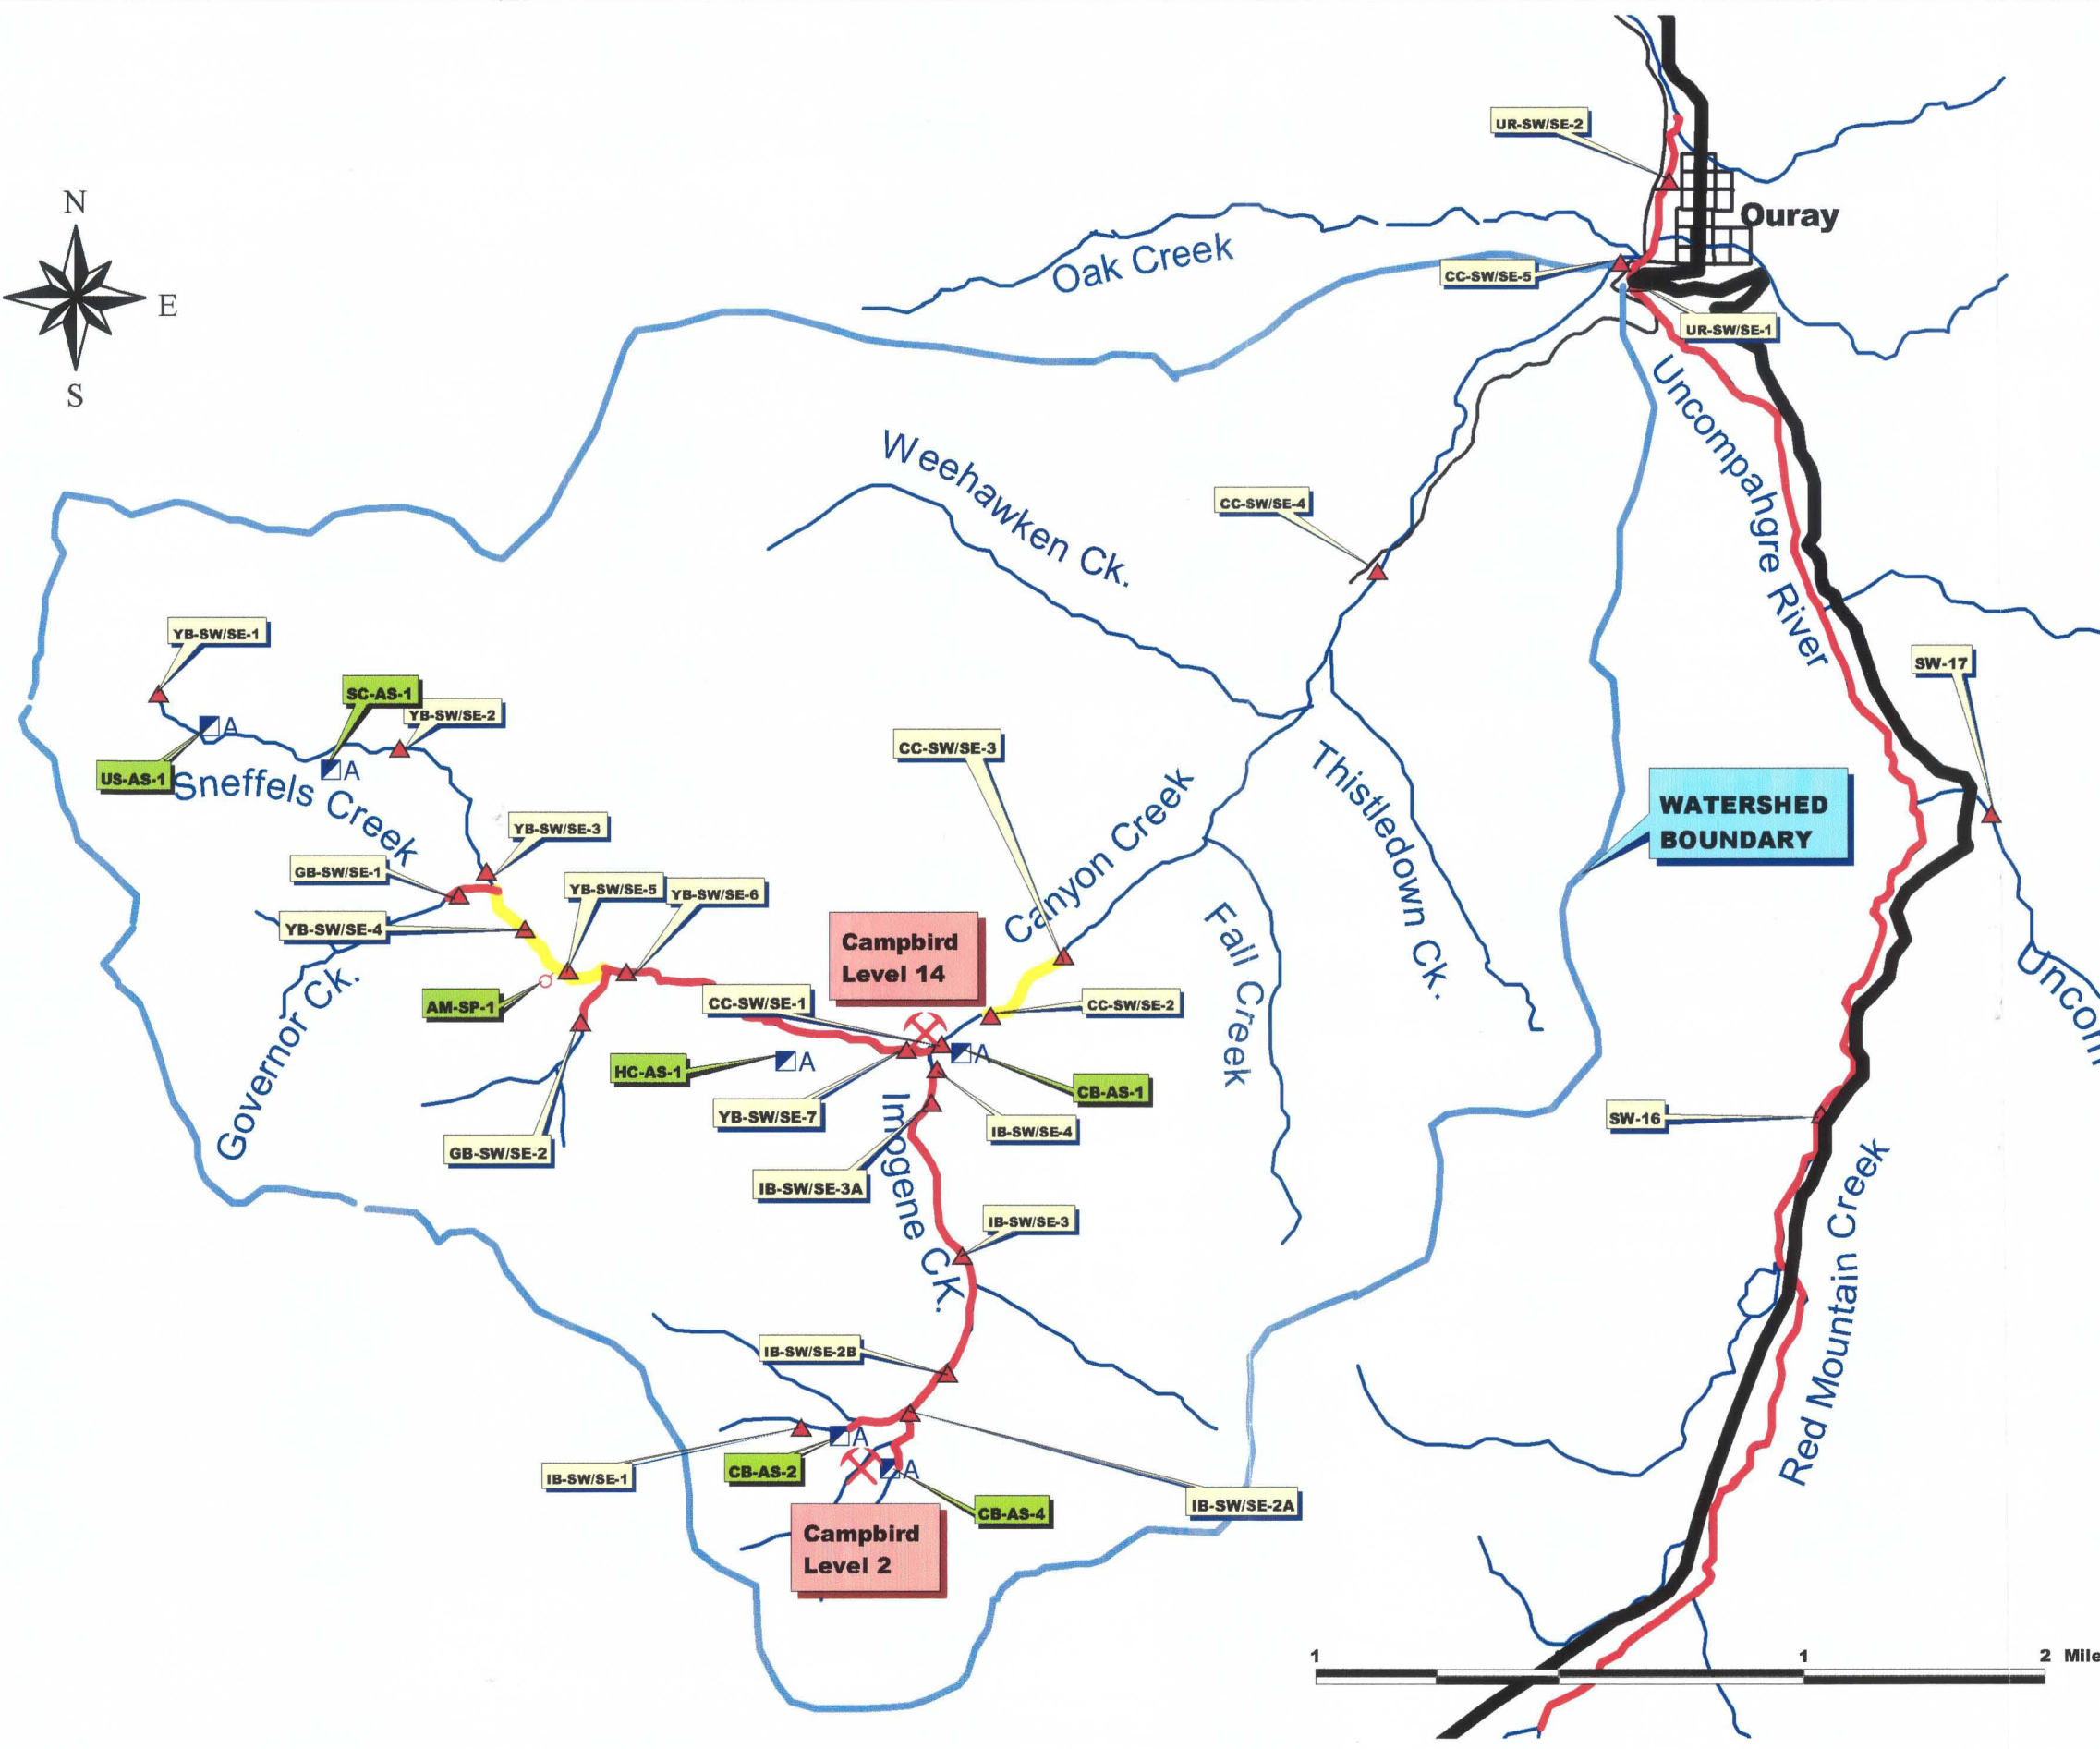 UR-SW/SE-2
N
Ouray
Oak Creek
CC-SW/SE-5
E
UR-SW/SE-1
S
Uncompahgre River
Weehawken Ck.
CC-SW/SE-4
YB-SW/SE-1
SW-17
SC-AS-1
YB-SW/SE-2
A
CC-SW/SE-3
US-AS-1
A
Sneffels Creek
Thistledown Ck.
Canyon Creek
WATERSHED
BOUNDARY
YB-SW/SE-3
GB-SW/SE-1
YB-SW/SE-5
YB-SW/SE-6
YB-SW/SE-4
Campbird
Level 14
Fall Creek
Uncom
Governor Ck.
AM-SP-1
CC-SW/SE-1
CC-SW/SE-2
HC-AS-1
A
A
CB-AS-1
YB-SW/SE-7
IB-SW/SE-4
SW-16
GB-SW/SE-2
Imogene CK.
IB-SW/SE-3A
IB-SW/SE-3
Red Mountain Creek
IB-SW/SE-2B
A
IB-SW/SE-1
CB-AS-2
A
IB-SW/SE-2A
CB-AS-4
Campbird
Level 2
1 1 2 Mile